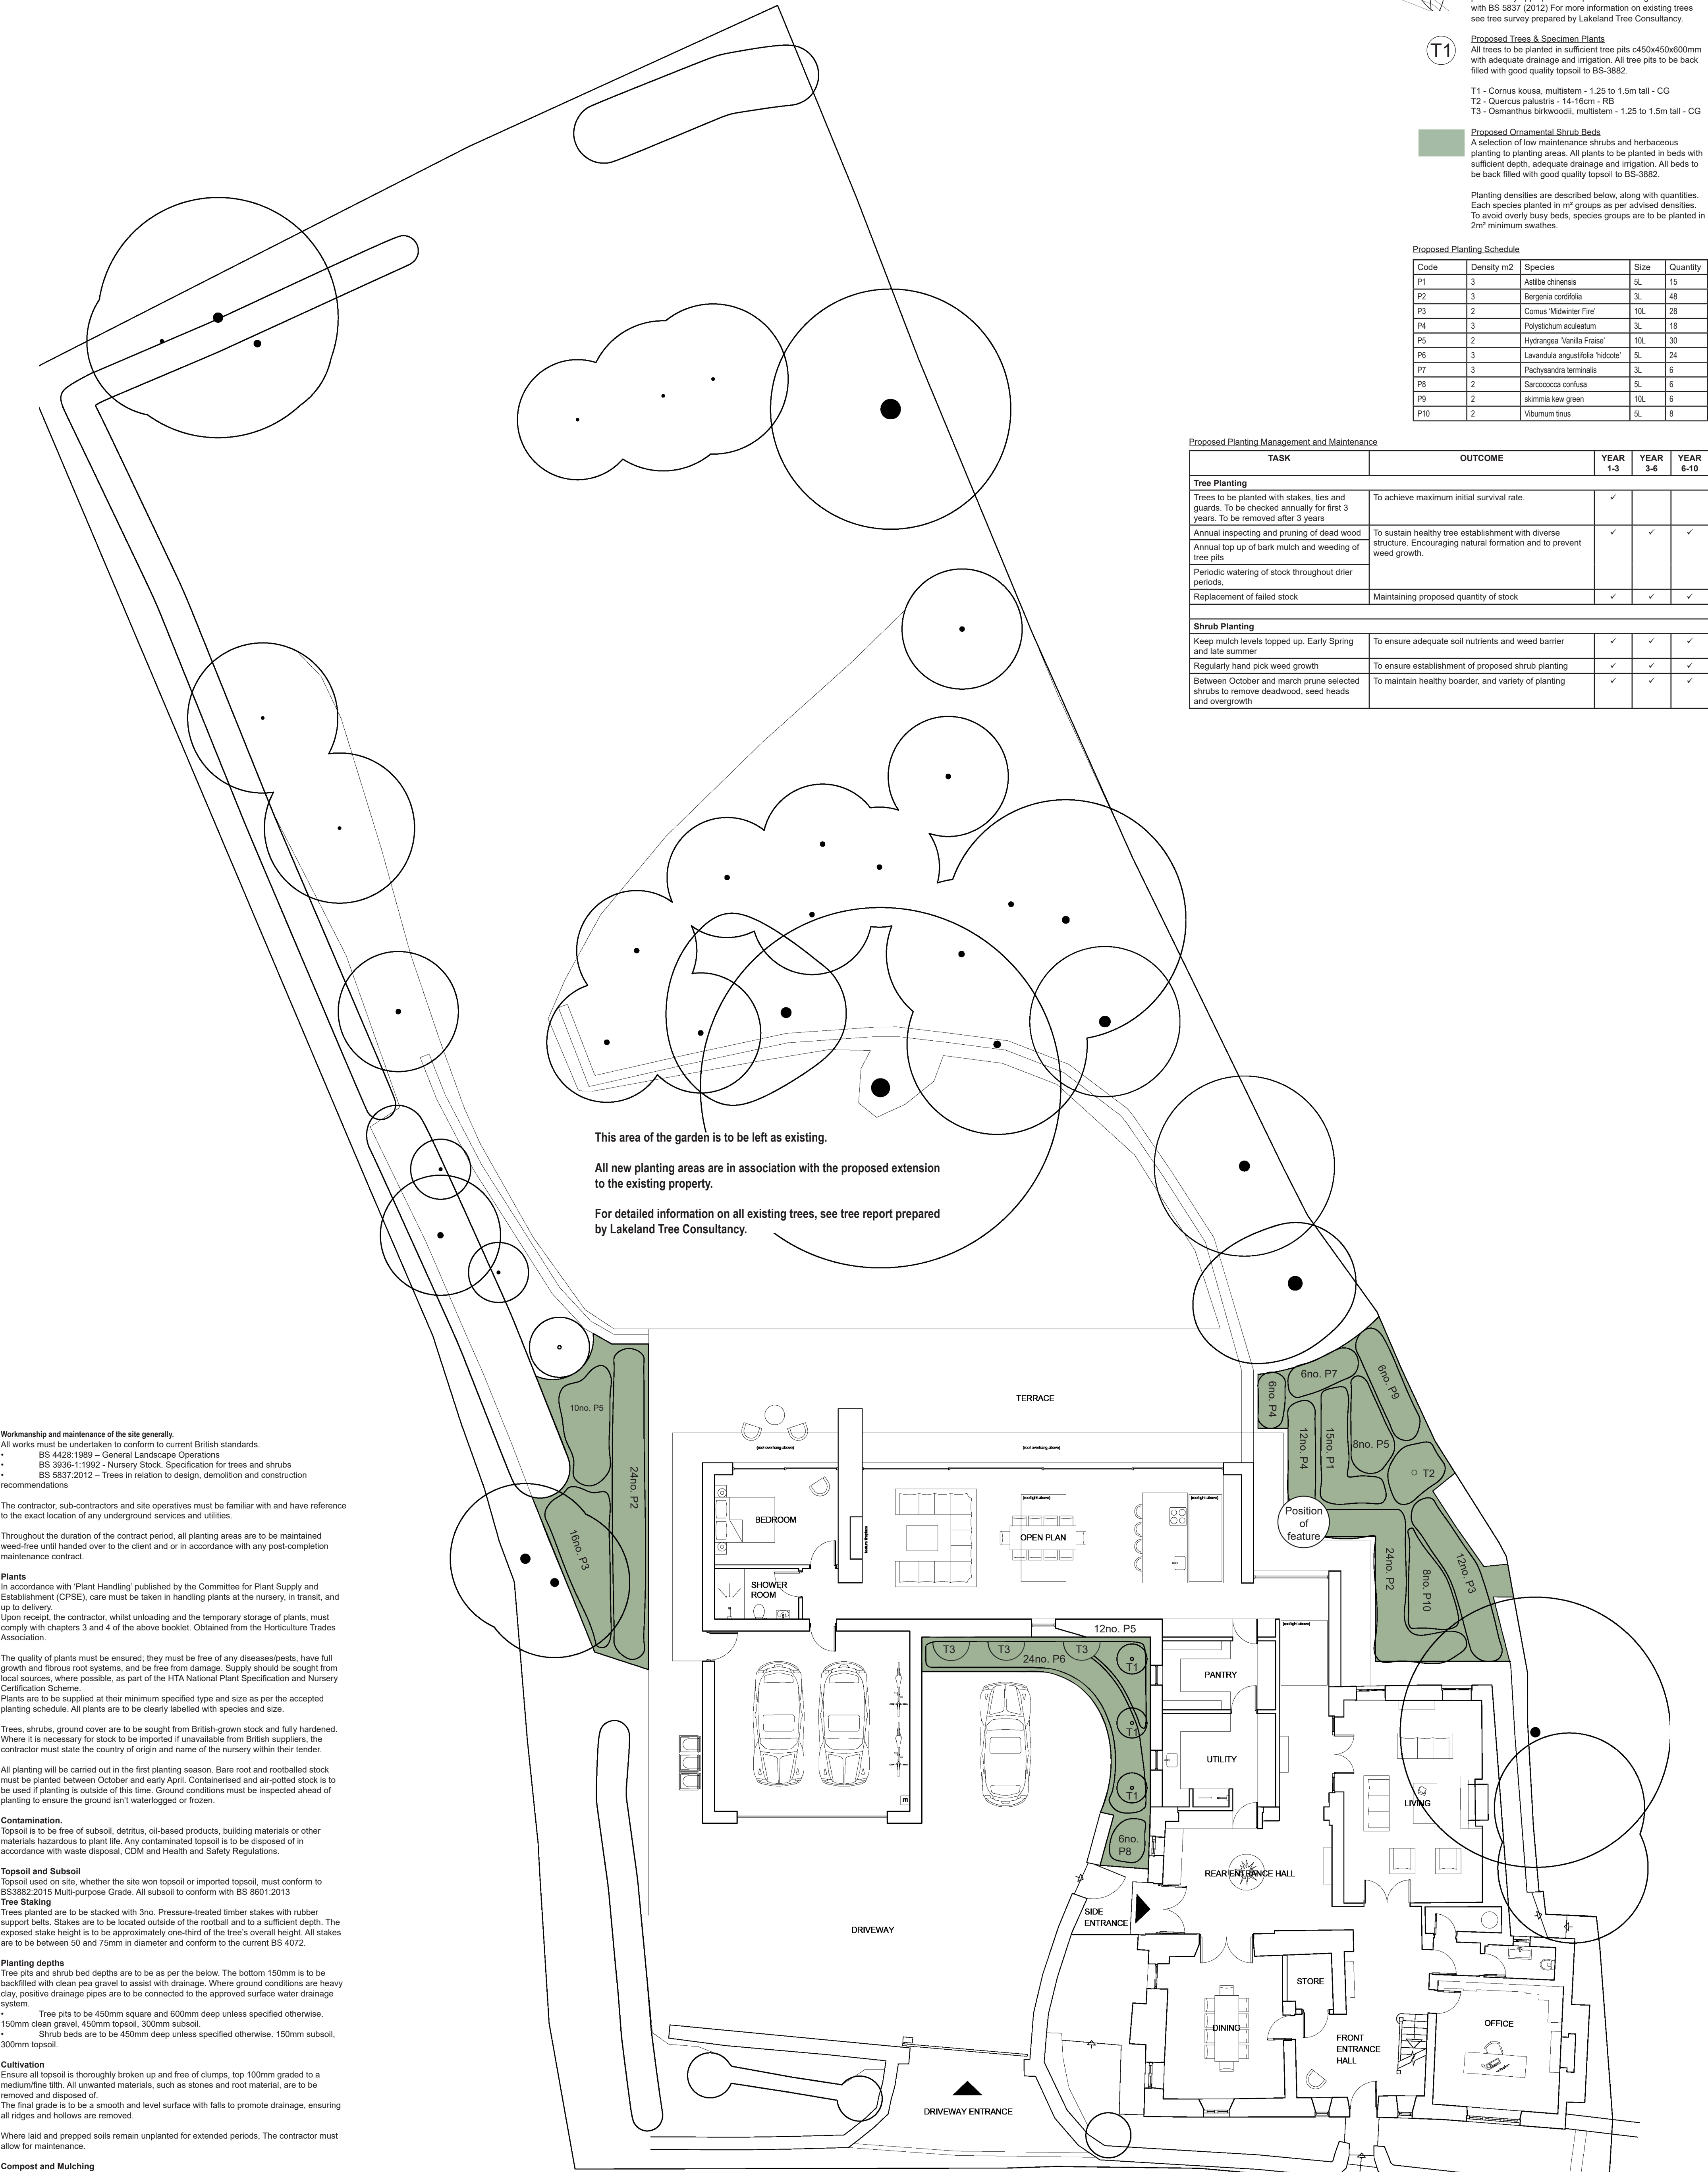 with BS 5837 (2012) For more information on existing trees
see tree survey prepared by Lakeland Tree Consultancy.
T1
Proposed Trees & Specimen Plants
All trees to be planted in sufficient tree pits c450x450x600mm
with adequate drainage and irrigation. All tree pits to be back
filled with good quality topsoil to BS-3882.
T1 - Cornus kousa, multistem - 1.25 to 1.5m tall - CG
T2 - Quercus palustris - 14-16cm - RB
T3 - Osmanthus birkwoodii, multistem - 1.25 to 1.5m tall - CG
Proposed Ornamental Shrub Beds
A selection of low maintenance shrubs and herbaceous
planting to planting areas. All plants to be planted in beds with
sufficient depth, adequate drainage and irrigation. All beds to
be back filled with good quality topsoil to BS-3882.
Planting densities are described below, along with quantities.
Each species planted in m² groups as per advised densities.
To avoid overly busy beds, species groups are to be planted in
2m² minimum swathes.
Proposed Planting Schedule
Code Density m2 Species Size Quantity
P1 3 Astilbe chinensis 5L 15
P2 3 Bergenia cordifolia 3L 48
P3 2 Cornus 'Midwinter Fire' 10L 28
P4 3 Polystichum aculeatum 3L 18
P5 2 Hydrangea 'Vanilla Fraise' 10L 30
P6 3 Lavandula angustifolia 'hidcote' 5L 24
P7 3 Pachysandra terminalis 3L 6
P8 2 Sarcococca confusa 5L 6
P9 2 skimmia kew green 10L 6
P10 2 Viburnum tinus 5L 8
Proposed Planting Management and Maintenance
TASK OUTCOME YEAR 1-3 YEAR 3-6 YEAR 6-10
Tree Planting
Trees to be planted with stakes, ties and
guards. To be checked annually for first 3
years. To be removed after 3 years
To achieve maximum initial survival rate. ✓
Annual inspecting and pruning of dead wood
Annual top up of bark mulch and weeding of
tree pits
Periodic watering of stock throughout drier
periods,
To sustain healthy tree establishment with diverse
structure. Encouraging natural formation and to prevent
weed growth.
✓ ✓ ✓
Replacement of failed stock Maintaining proposed quantity of stock ✓ ✓ ✓
Shrub Planting
Keep mulch levels topped up. Early Spring
and late summer
To ensure adequate soil nutrients and weed barrier ✓ ✓ ✓
Regularly hand pick weed growth To ensure establishment of proposed shrub planting ✓ ✓ ✓
Between October and march prune selected
shrubs to remove deadwood, seed heads
and overgrowth
To maintain healthy boarder, and variety of planting ✓ ✓ ✓
This area of the garden is to be left as existing.
All new planting areas are in association with the proposed extension
to the existing property.
For detailed information on all existing trees, see tree report prepared
by Lakeland Tree Consultancy.
Workmanship and maintenance of the site generally.
All works must be undertaken to conform to current British standards.
• BS 4428:1989 – General Landscape Operations
• BS 3936-1:1992 - Nursery Stock. Specification for trees and shrubs
• BS 5837:2012 – Trees in relation to design, demolition and construction
recommendations
The contractor, sub-contractors and site operatives must be familiar with and have reference
to the exact location of any underground services and utilities.
Throughout the duration of the contract period, all planting areas are to be maintained
weed-free until handed over to the client and or in accordance with any post-completion
maintenance contract.
Plants
In accordance with 'Plant Handling' published by the Committee for Plant Supply and
Establishment (CPSE), care must be taken in handling plants at the nursery, in transit, and
up to delivery.
Upon receipt, the contractor, whilst unloading and the temporary storage of plants, must
comply with chapters 3 and 4 of the above booklet. Obtained from the Horticulture Trades
Association.
The quality of plants must be ensured; they must be free of any diseases/pests, have full
growth and fibrous root systems, and be free from damage. Supply should be sought from
local sources, where possible, as part of the HTA National Plant Specification and Nursery
Certification Scheme.
Plants are to be supplied at their minimum specified type and size as per the accepted
planting schedule. All plants are to be clearly labelled with species and size.
Trees, shrubs, ground cover are to be sought from British-grown stock and fully hardened.
Where it is necessary for stock to be imported if unavailable from British suppliers, the
contractor must state the country of origin and name of the nursery within their tender.
All planting will be carried out in the first planting season. Bare root and rootballed stock
must be planted between October and early April. Containerised and air-potted stock is to
be used if planting is outside of this time. Ground conditions must be inspected ahead of
planting to ensure the ground isn't waterlogged or frozen.
Contamination.
Topsoil is to be free of subsoil, detritus, oil-based products, building materials or other
materials hazardous to plant life. Any contaminated topsoil is to be disposed of in
accordance with waste disposal, CDM and Health and Safety Regulations.
Topsoil and Subsoil
Topsoil used on site, whether the site won topsoil or imported topsoil, must conform to
BS3882:2015 Multi-purpose Grade. All subsoil to conform with BS 8601:2013
Tree Staking
Trees planted are to be stacked with 3no. Pressure-treated timber stakes with rubber
support belts. Stakes are to be located outside of the rootball and to a sufficient depth. The
exposed stake height is to be approximately one-third of the tree's overall height. All stakes
are to be between 50 and 75mm in diameter and conform to the current BS 4072.
Planting depths
Tree pits and shrub bed depths are to be as per the below. The bottom 150mm is to be
backfilled with clean pea gravel to assist with drainage. Where ground conditions are heavy
clay, positive drainage pipes are to be connected to the approved surface water drainage
system.
• Tree pits to be 450mm square and 600mm deep unless specified otherwise.
150mm clean gravel, 450mm topsoil, 300mm subsoil.
• Shrub beds are to be 450mm deep unless specified otherwise. 150mm subsoil,
300mm topsoil.
Cultivation
Ensure all topsoil is thoroughly broken up and free of clumps, top 100mm graded to a
medium/fine tilth. All unwanted materials, such as stones and root material, are to be
removed and disposed of.
The final grade is to be a smooth and level surface with falls to promote drainage, ensuring
all ridges and hollows are removed.
Where laid and prepped soils remain unplanted for extended periods, The contractor must
allow for maintenance.
Compost and Mulching
10no. P5
24no. P2
16no. P3
TERRACE
(roof overhang above)
(roof overhang above)
6no. P4
6no. P7
6no. P9
12no. P4
15no. P1
8no. P5
T2
Position
of
feature
24no. P2
8no. P10
12no. P3
BEDROOM
feature fireplace
(rooflight above)
(rooflight above)
OPEN PLAN
SHOWER
ROOM
12no. P5
(rooflight above)
T3
T3
T3
24no. P6
T1
T1
T1
6no.
P8
PANTRY
UTILITY
LIVING
REAR ENTRANCE HALL
SIDE
ENTRANCE
DRIVEWAY
STORE
DINING
FRONT
ENTRANCE
HALL
OFFICE
DRIVEWAY ENTRANCE